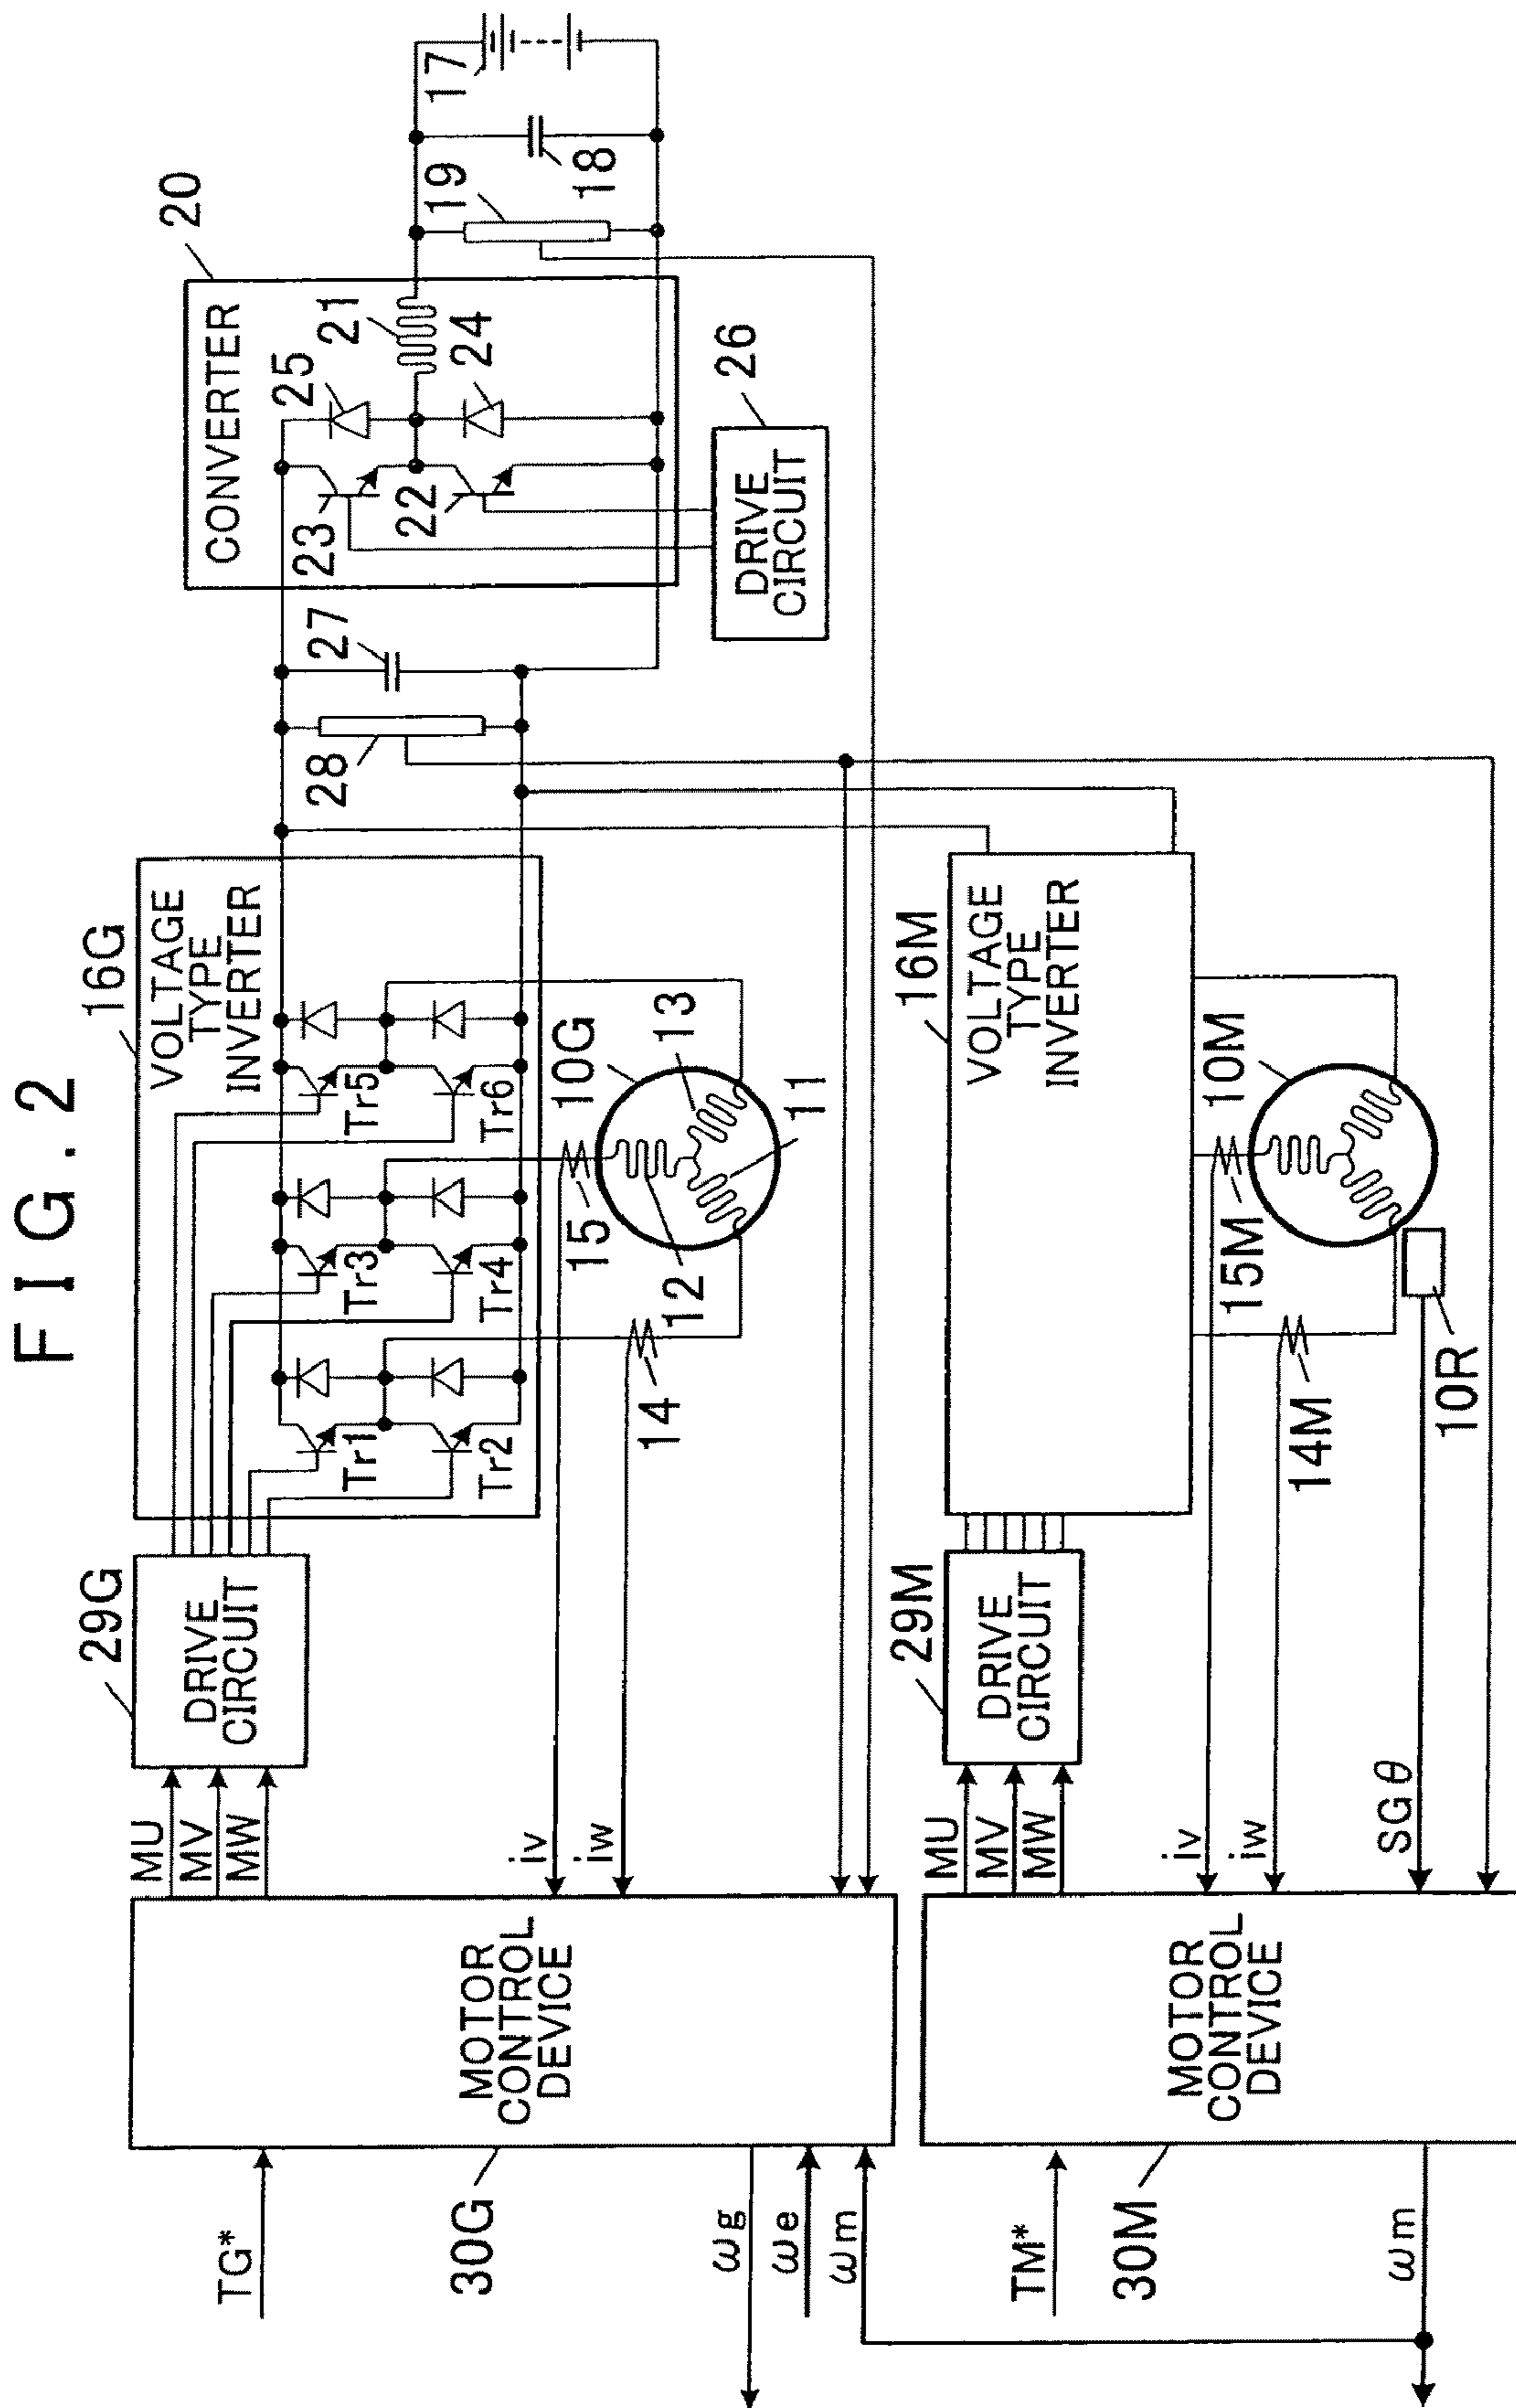 FIG. 2
TG*
30G
ωg
ωe
ωm
MOTOR
CONTROL
DEVICE
MU
MV
MW
iv
iw
29G
DRIVE
CIRCUIT
16G
VOLTAGE
TYPE
INVERTER
Tr1
Tr2
Tr3
Tr4
Tr5
Tr6
14
15
12
10G
13
11
28
27
20
CONVERTER
23
22
25
21
24
26
DRIVE
CIRCUIT
19
18
17
TM*
30M
ωm
MOTOR
CONTROL
DEVICE
MU
MV
MW
iv
iw
SGθ
29M
DRIVE
CIRCUIT
16M
VOLTAGE
TYPE
INVERTER
14M
15M
10M
10R